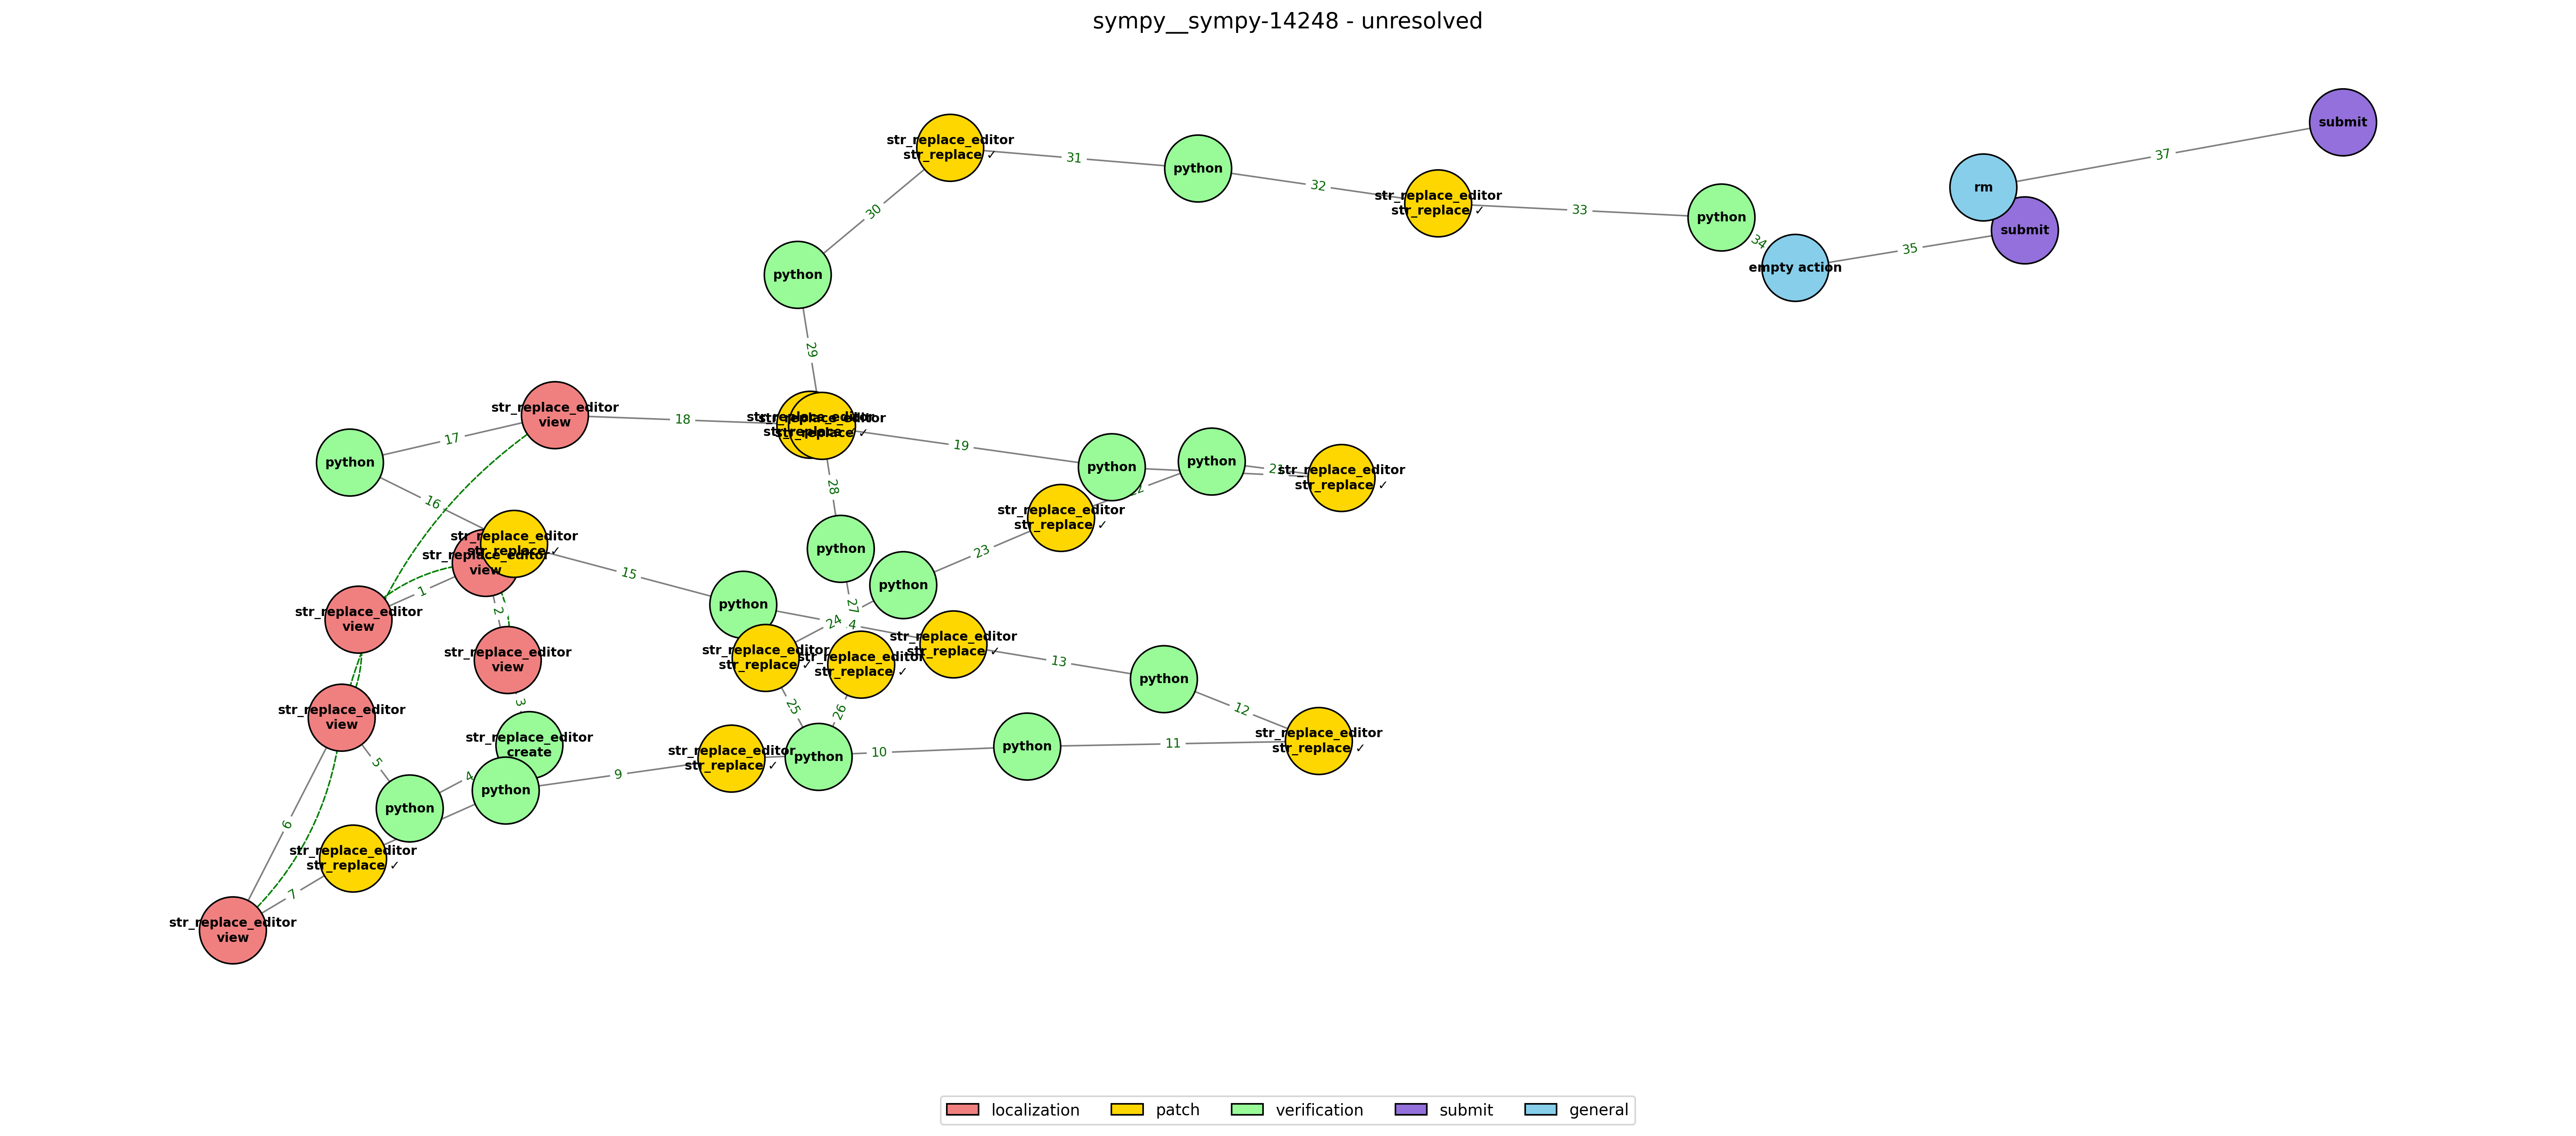 sympy__sympy-14248 - unresolved
submit
str_replace_editor
str_replace ✓
31
python
37
rm
32
str_replace_editor
str_replace ✓
30
33
python
submit
34
35
empty action
python
29
str_replace_editor
view
18
str_replace_editor
str_replace ✓
19
17
python
python
python
21
str_replace_editor
str_replace ✓
28
16
str_replace_editor
str_replace ✓
str_replace_editor
str_replace ✓
view
python
23
python
15
1
python
27
24
4
2
str_replace_editor
view
str_replace_editor
str_replace ✓
str_replace_editor
str_replace ✓
str_replace_editor
str_replace ✓
13
python
str_replace_editor
view
3
25
26
12
str_replace_editor
view
str_replace_editor
create
str_replace_editor
str_replace ✓
python
10
python
11
str_replace_editor
str_replace ✓
5
4
9
python
python
6
str_replace_editor
str_replace ✓
7
str_replace_editor
view
localization
patch
verification
submit
general